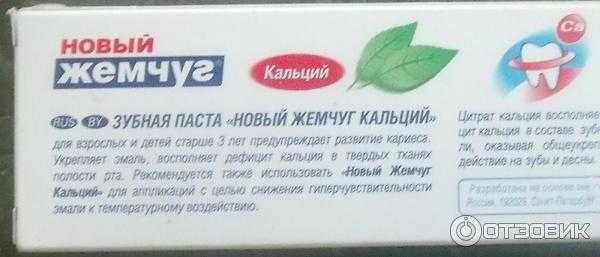 НОВЫЙ
жемчуг®
Кальций
Ca
RUS BY ЗУБНАЯ ПАСТА «НОВЫЙ ЖЕМЧУГ КАЛЬЦИЙ»
для взрослых и детей старше 3 лет предупреждает развитие кариеса.
Укрепляет эмаль, восполняет дефицит кальция в твердых тканях
полости рта. Рекомендуется также использовать «Новый Жемчуг
Кальций» для аппликаций с целью снижения гиперчувствительности
эмали к температурному воздействию.
Цитрат кальция восполняе
цит кальция в составе зубн
ли, оказывая общеукреп
действие на зубы и десны.
Разработана на основе
Россия, 192029, Санкт-Петербург
ОТЗОВИК